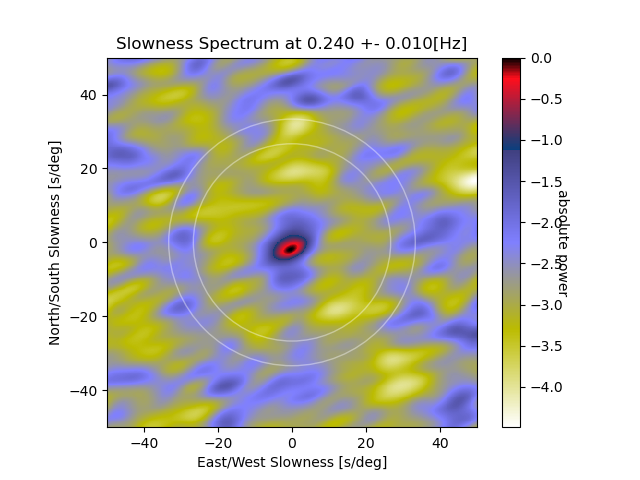 Slowness Spectrum at 0.240 +- 0.010[Hz]
North/South Slowness [s/deg]
40
20
0
−20
−40
−40 −20 0 20 40
East/West Slowness [s/deg]
0.0
−0.5
−1.0
−1.5
−2.0
−2.5
−3.0
−3.5
−4.0
absolute power